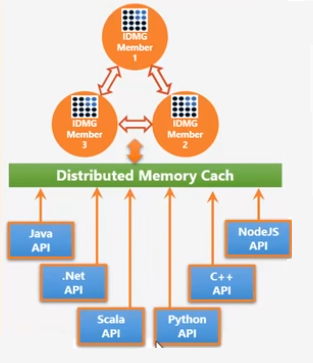 IDMG
Member
1
IDMG
Member
3
IDMG
Member
2
Distributed Memory Cach
Java
API
NodeJS
API
.Net
API
C++
API
Scala
API
Python
API